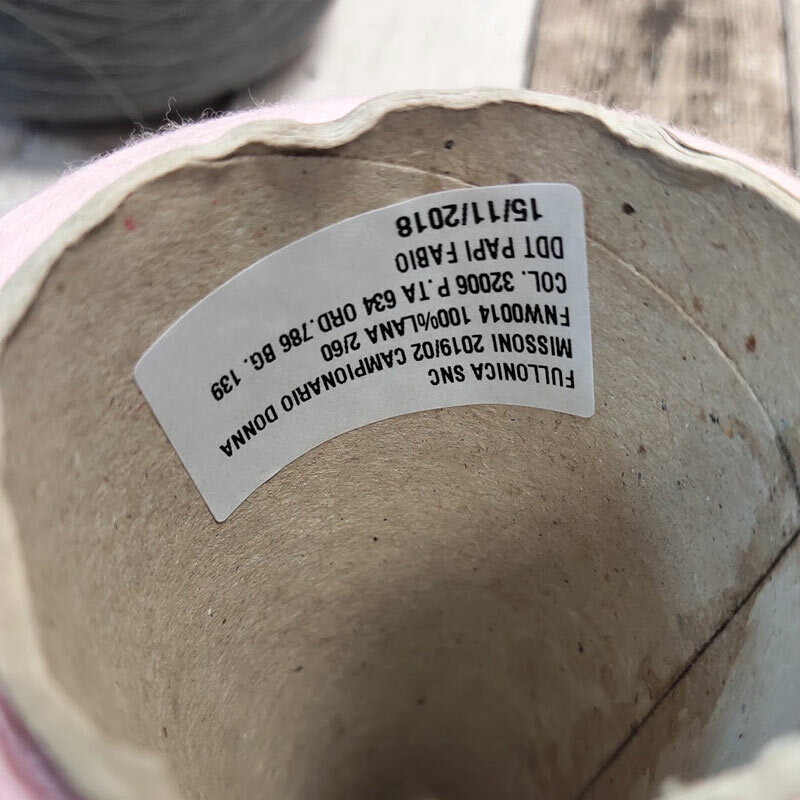 FULLONICA SNC
MISSONI 2019/02 CAMPIONARIO DONNA
FNW0014 100%LANA 2/60
COL. 32006 P.TA 634 ORD.786 BG. 139
DDT PAPI FABIO
15/11/2018